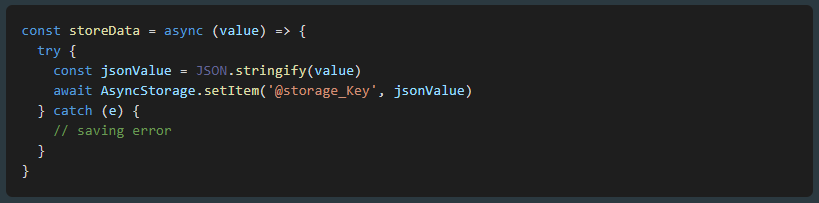 const storeData = async (value) => {
  try {
    const jsonValue = JSON.stringify(value)
    await AsyncStorage.setItem('@storage_Key', jsonValue)
  } catch (e) {
    // saving error
  }
}